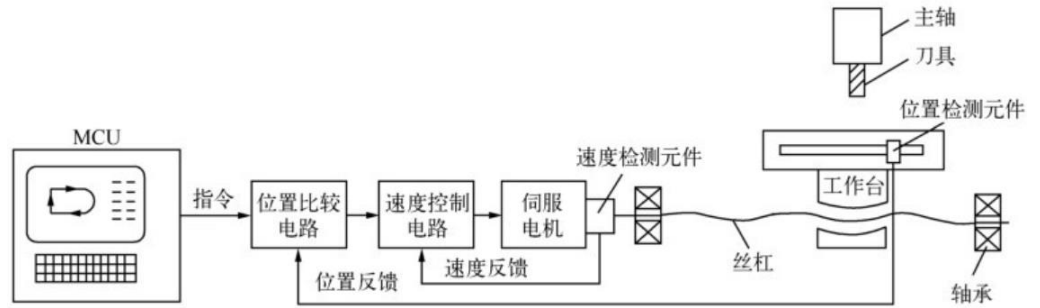 主轴
刀具
位置检测元件
MCU
速度检测元件
工作台
指令
位置比较
电路
速度控制
电路
伺服
电机
速度反馈
位置反馈
丝杠
轴承